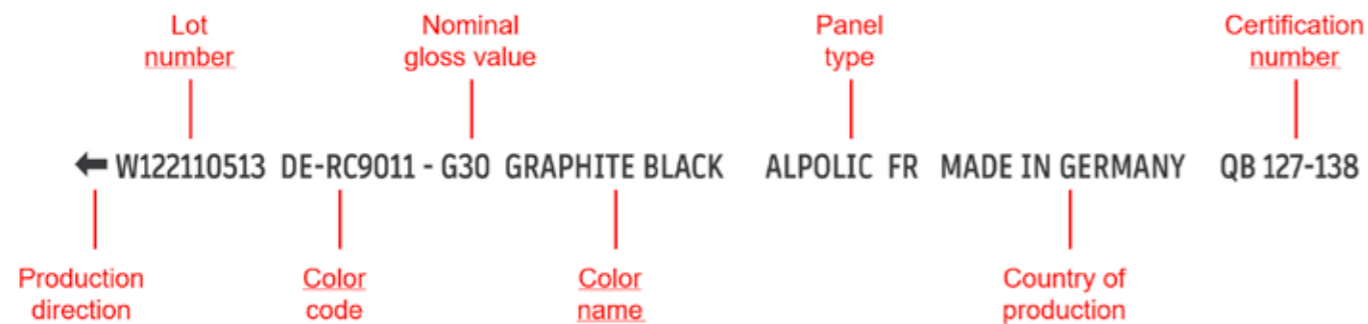 Lot
number
Nominal
gloss value
Panel
type
Certification
number
← W122110513 DE-RC9011 - G30 GRAPHITE BLACK ALPOLIC FR MADE IN GERMANY QB 127-138
Production
direction
Color
code
Color
name
Country of
production